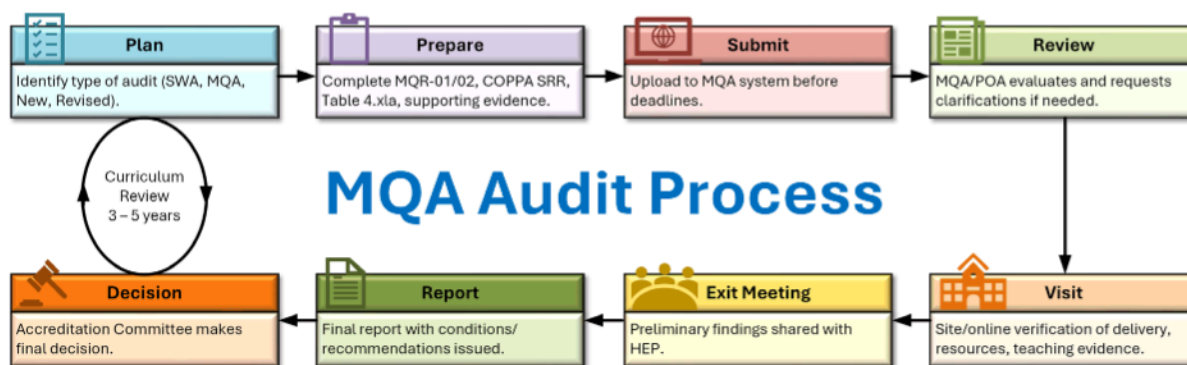 Plan
Identify type of audit (SWA, MQA,
New, Revised).
Prepare
Complete MQR-01/02, COPPA SRR,
Table 4.xla, supporting evidence.
Submit
Upload to MQA system before
deadlines.
Review
MQA/POA evaluates and requests
clarifications if needed.
Curriculum
Review
3 – 5 years
MQA Audit Process
Decision
Accreditation Committee makes
final decision.
Report
Final report with conditions/
recommendations issued.
Exit Meeting
Preliminary findings shared with
HEP.
Visit
Site/online verification of delivery,
resources, teaching evidence.